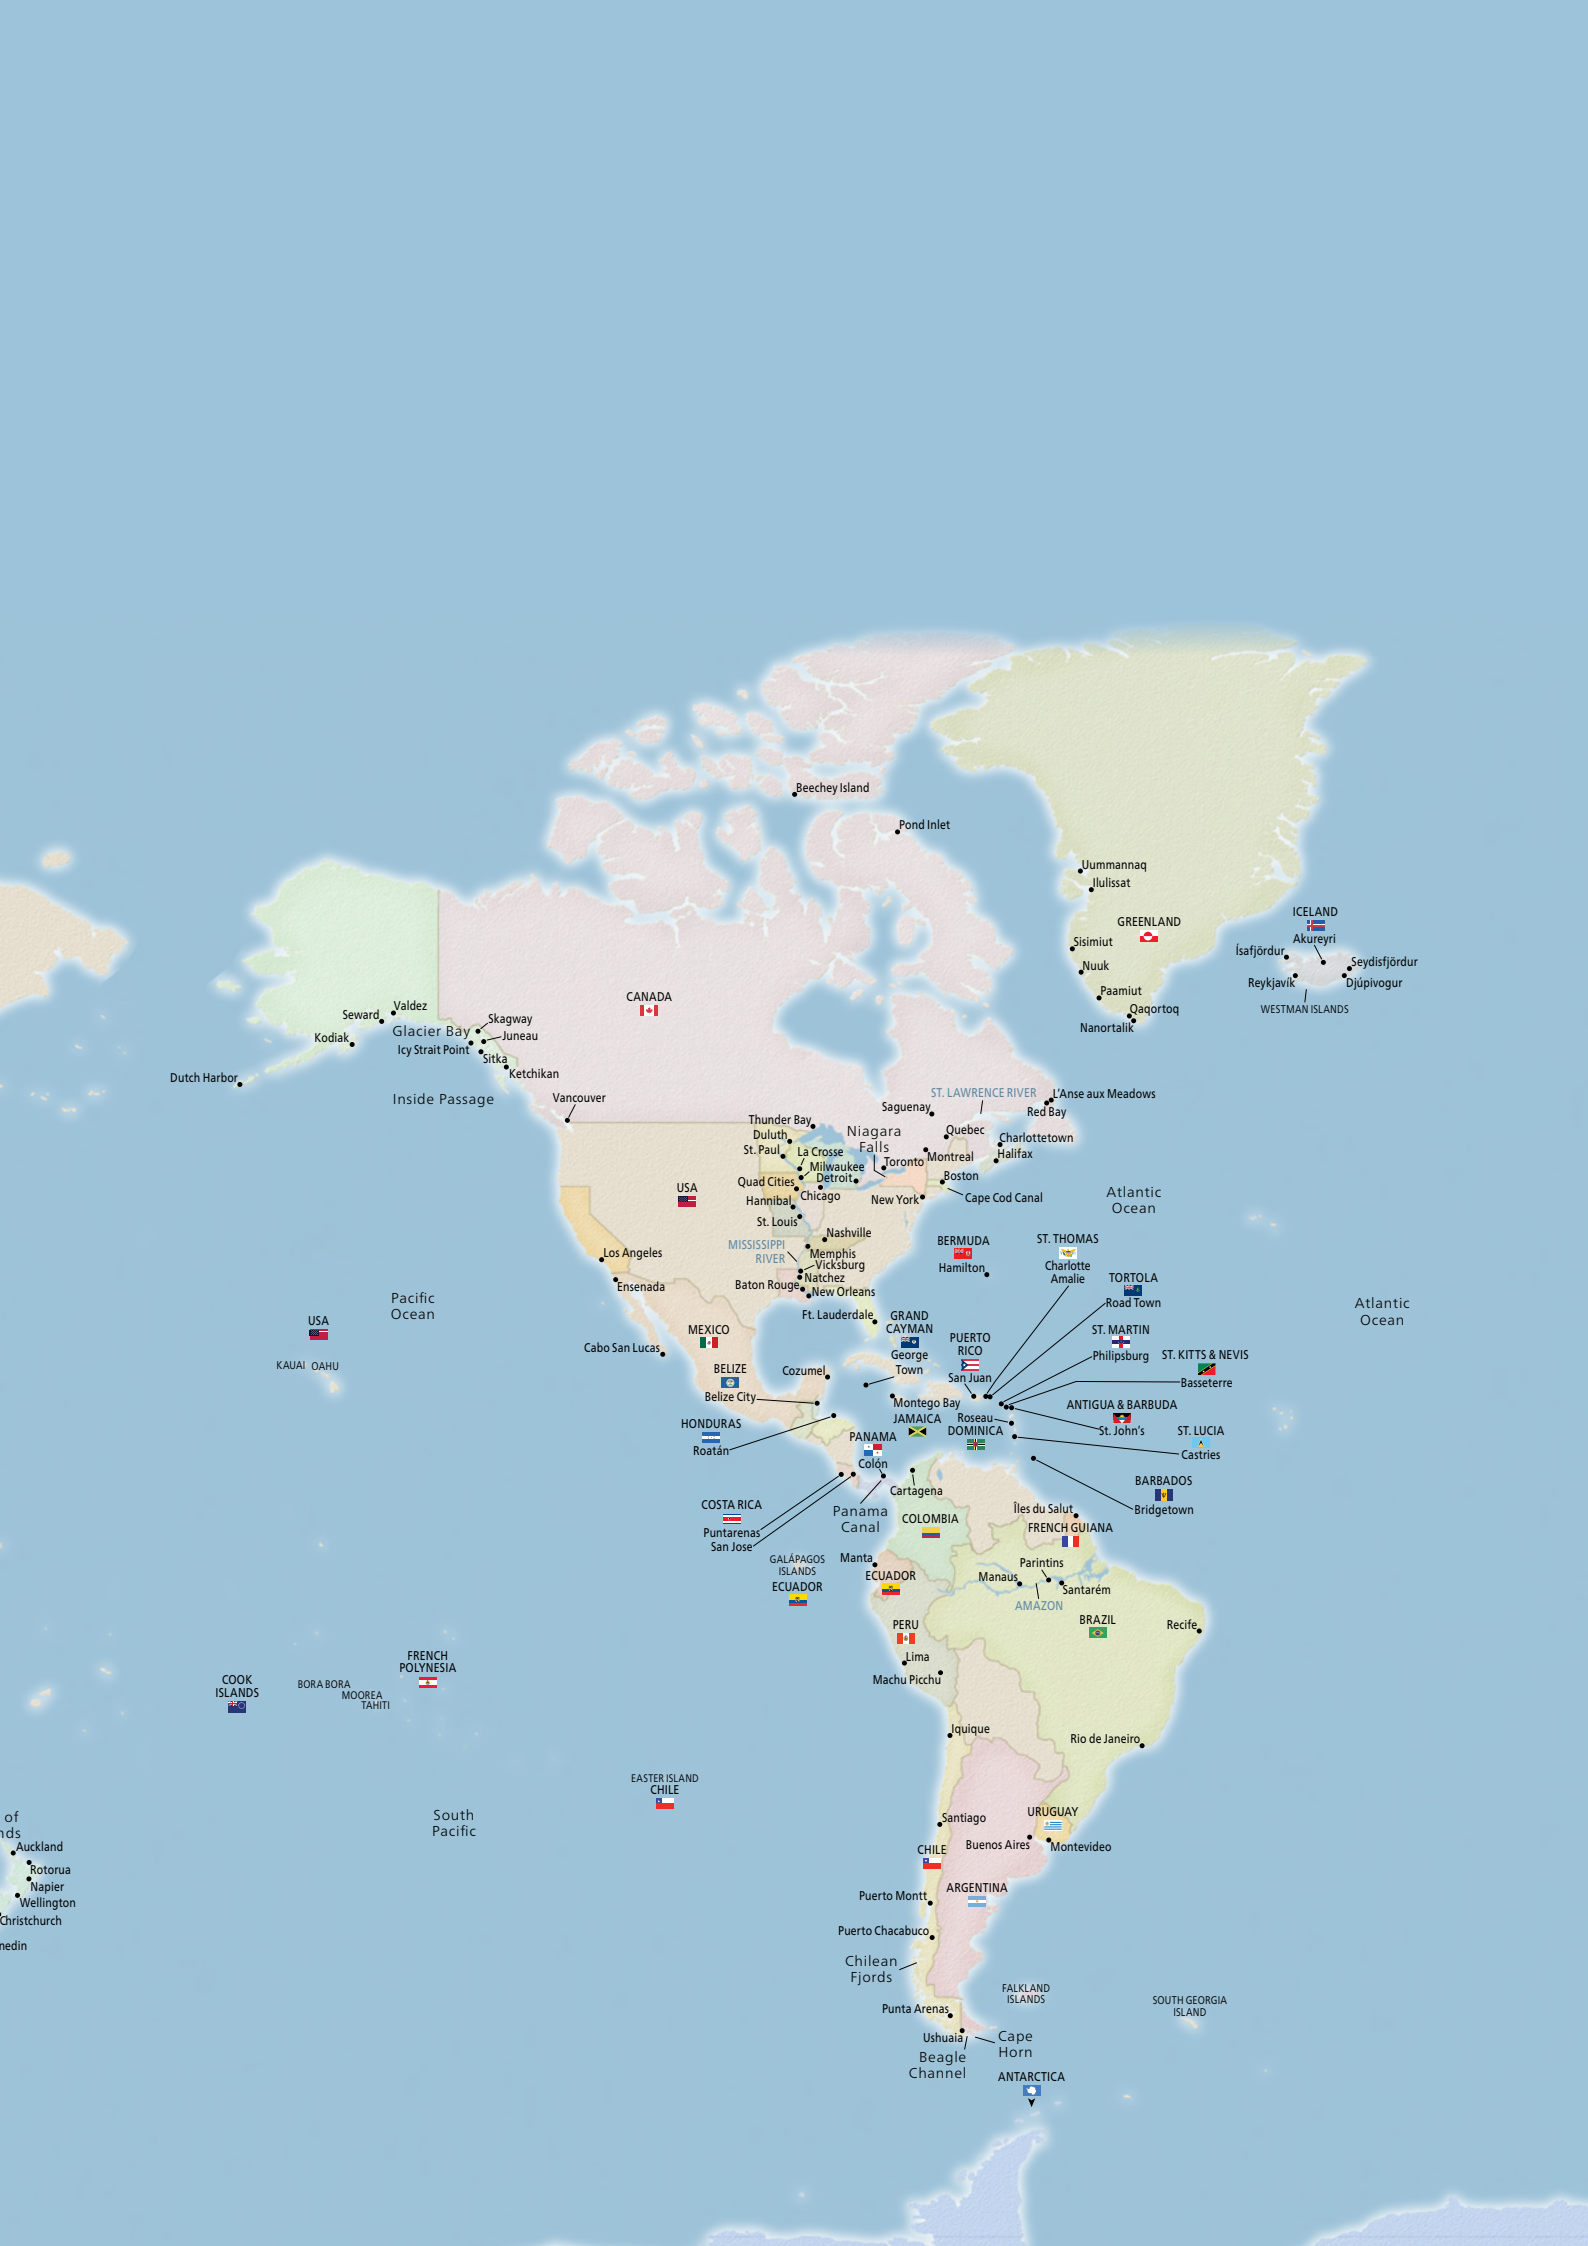 Beechey Island
Pond Inlet
Uummannaq
Ilulissat
GREENLAND
ICELAND
Akureyri
Ísafjördur
Seydisfjördur
Reykjavík
Djúpivogur
WESTMAN ISLANDS
Sisimiut
Nuuk
Paamiut
Qaqortoq
Nanortalik
CANADA
Valdez
Seward
Skagway
Glacier Bay
Juneau
Kodiak
Icy Strait Point
Sitka
Ketchikan
Dutch Harbor
Inside Passage
Vancouver
ST. LAWRENCE RIVER
L'Anse aux Meadows
Red Bay
Saguenay
Thunder Bay
Niagara
Falls
Quebec
Charlottetown
Duluth
St. Paul
La Crosse
Montreal
Halifax
Toronto
Milwaukee
Detroit
Boston
Quad Cities
Chicago
New York
Cape Cod Canal
USA
Hannibal
St. Louis
Atlantic
Ocean
Nashville
MISSISSIPPI
RIVER
Memphis
Vicksburg
Natchez
Baton Rouge
New Orleans
Los Angeles
Ensenada
BERMUDA
Hamilton
ST. THOMAS
Charlotte
Amalie
TORTOLA
Road Town
Pacific
Ocean
Atlantic
Ocean
USA
KAUAI
OAHU
Ft. Lauderdale
GRAND
CAYMAN
George
Town
MEXICO
Cabo San Lucas
PUERTO
RICO
San Juan
ST. MARTIN
Philipsburg
ST. KITTS & NEVIS
Basseterre
BELIZE
Belize City
Cozumel
Montego Bay
JAMAICA
Roseau
DOMINICA
ANTIGUA & BARBUDA
St. John's
ST. LUCIA
Castries
HONDURAS
Roatán
PANAMA
Colón
Cartagena
BARBADOS
Bridgetown
COSTA RICA
Puntarenas
San Jose
Panama
Canal
COLOMBIA
Îles du Salut
FRENCH GUIANA
GALÁPAGOS
ISLANDS
ECUADOR
Manta
ECUADOR
Parintins
Manaus
Santarém
AMAZON
BRAZIL
Recife
PERU
Lima
Machu Picchu
FRENCH
POLYNESIA
COOK
ISLANDS
BORA BORA
MOOREA
TAHITI
Iquique
Rio de Janeiro
EASTER ISLAND
CHILE
South
Pacific
of
nds
Auckland
Rotorua
Napier
Wellington
Christchurch
nedin
Santiago
URUGUAY
Buenos Aires
Montevideo
CHILE
ARGENTINA
Puerto Montt
Puerto Chacabuco
Chilean
Fjords
FALKLAND
ISLANDS
SOUTH GEORGIA
ISLAND
Punta Arenas
Ushuaia
Cape
Horn
Beagle
Channel
ANTARCTICA